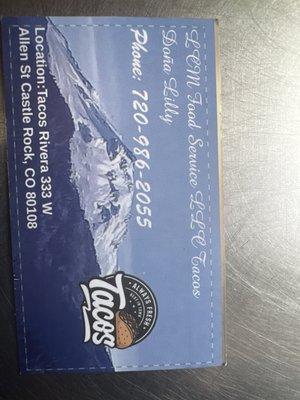 LCM Food Service LLC Tacos
Doña Lilly
Phone: 720-986-2055
ALWAYS FRESH
Tacos
Location:Tacos Rivera 333 W
Allen St Castle Rock, CO 80108